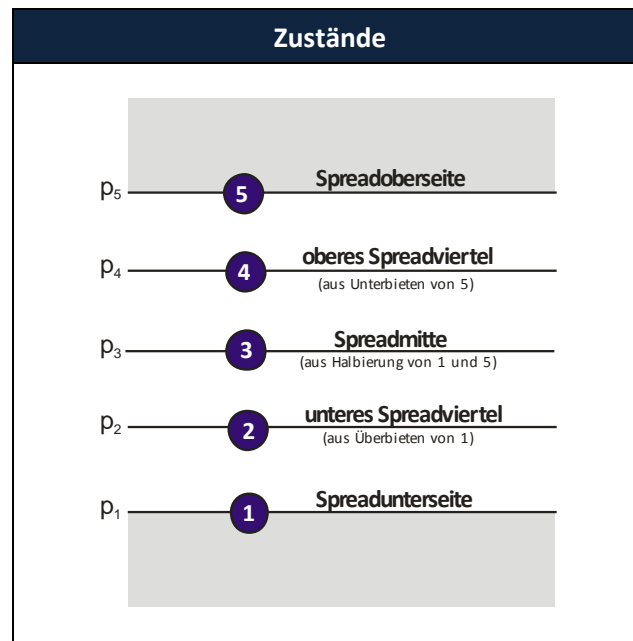 Zustände
p5 5 Spreadoberseite
p4 4 oberes Spreadviertel
(aus Unterbieten von 5)
p3 3 Spreadmitte
(aus Halbierung von 1 und 5)
p2 2 unteres Spreadviertel
(aus Überbieten von 1)
p1 1 Spreadunterseite